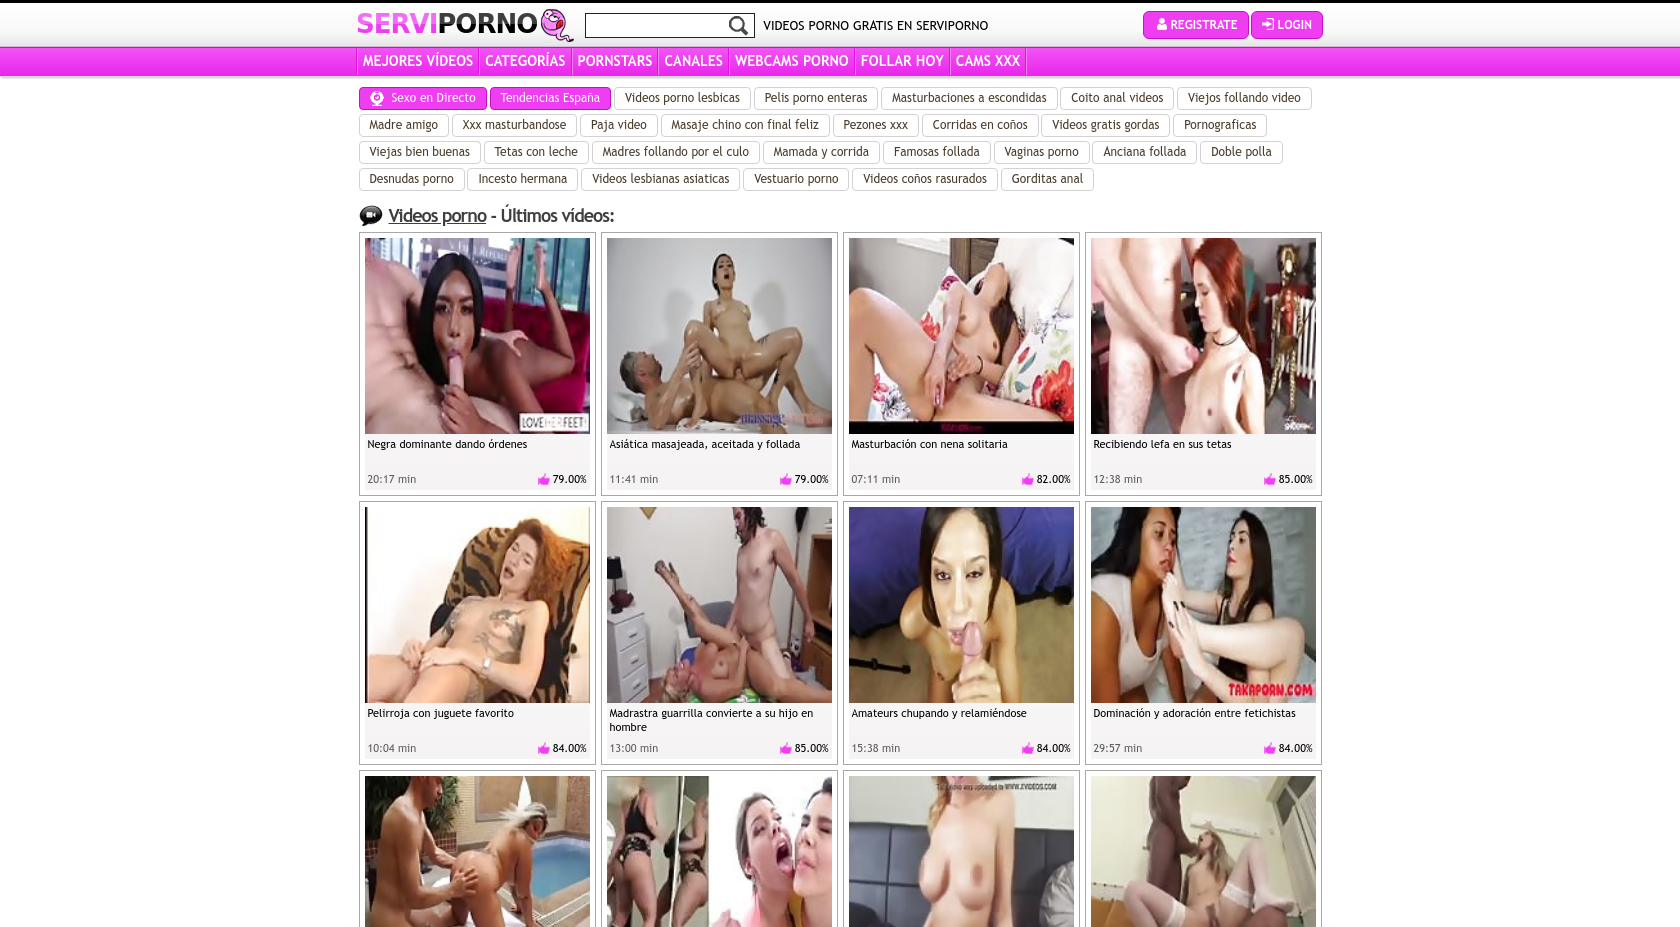 SERVIPORNO
VIDEOS PORNO GRATIS EN SERVIPORNO
REGISTRATE
LOGIN
MEJORES VÍDEOS CATEGORÍAS PORNSTARS CANALES WEBCAMS PORNO FOLLAR HOY CAMS XXX
Sexo en Directo Tendencias España Videos porno lesbicas Pelis porno enteras Masturbaciones a escondidas Coito anal videos Viejos follando video
Madre amigo Xxx masturbandose Paja video Masaje chino con final feliz Pezones xxx Corridas en coños Videos gratis gordas Pornograficas
Viejas bien buenas Tetas con leche Madres follando por el culo Mamada y corrida Famosas follada Vaginas porno Anciana follada Doble polla
Desnudas porno Incesto hermana Videos lesbianas asiaticas Vestuario porno Videos coños rasurados Gorditas anal
Videos porno - Últimos vídeos:
LOVE HER FEET
Negra dominante dando órdenes
20:17 min 79.00%
Asiática masajeada, aceitada y follada
11:41 min 79.00%
Masturbación con nena solitaria
07:11 min 82.00%
Recibiendo lefa en sus tetas
12:38 min 85.00%
Pelirroja con juguete favorito
10:04 min 84.00%
Madrastra guarrilla convierte a su hijo en
hombre
13:00 min 85.00%
Amateurs chupando y relamiéndose
15:38 min 84.00%
TAKAPORN.COM
Dominación y adoración entre fetichistas
29:57 min 84.00%
was uploaded to WWW.XVIDEOS.COM